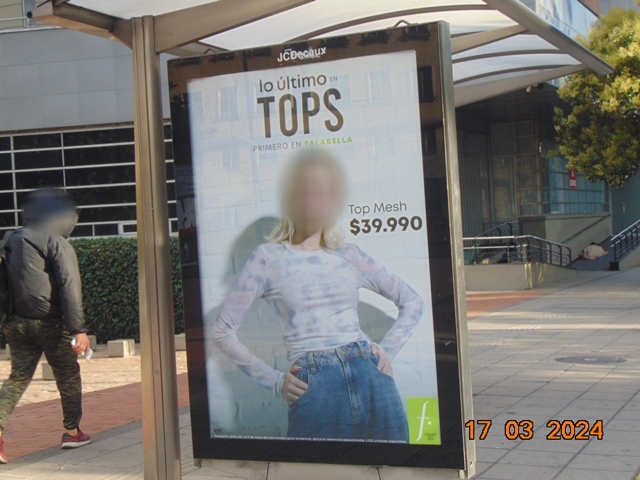 JCDecaux
lo último EN
TOPS
PRIMERO EN FALABELLA
Top Mesh
$39.990
f.
17 03 2024